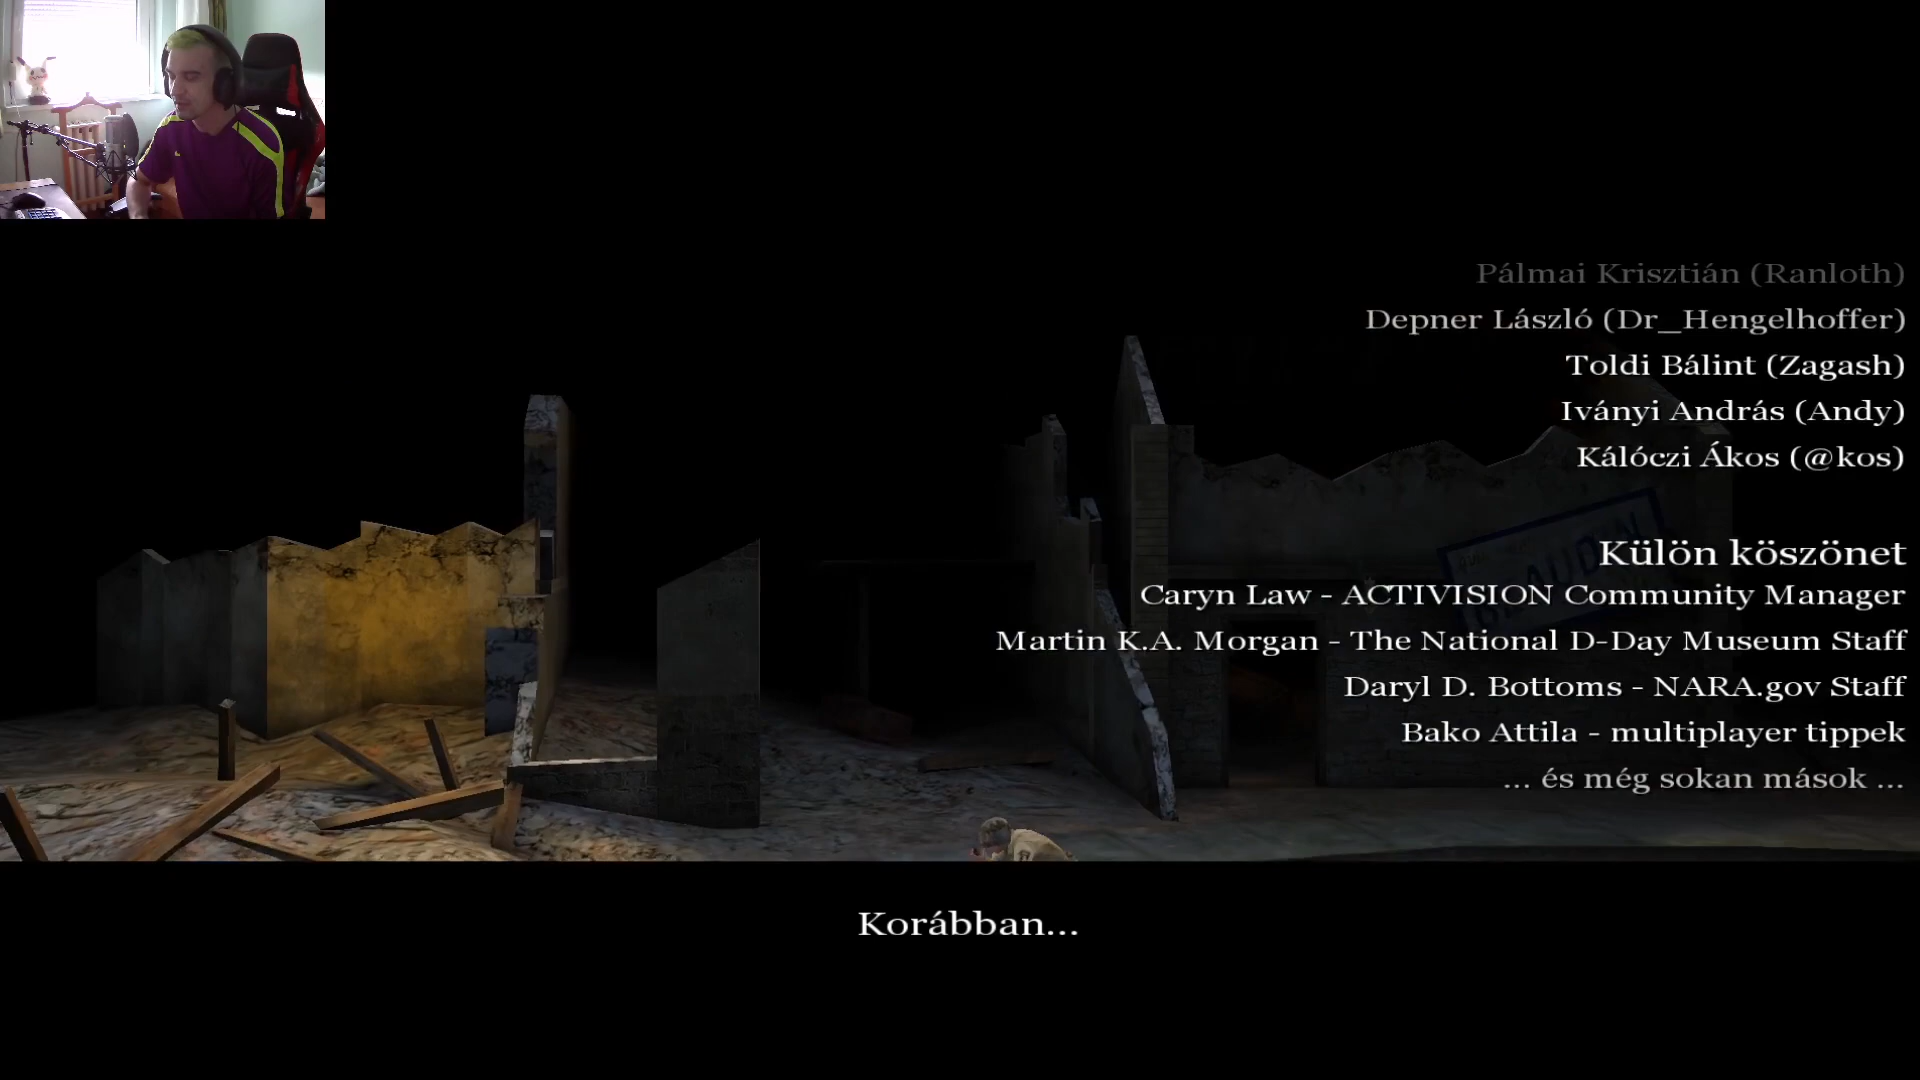 Pálmai Krisztián (Ranloth)
Depner László (Dr_Hengelhoffer)
Toldi Bálint (Zagash)
Iványi András (Andy)
Kálóczi Ákos (@kos)
Külön köszönet
Caryn Law - ACTIVISION Community Manager
Martin K.A. Morgan - The National D-Day Museum Staff
Daryl D. Bottoms - NARA.gov Staff
Bako Attila - multiplayer tippek
... és még sokan mások ...
Korábban...